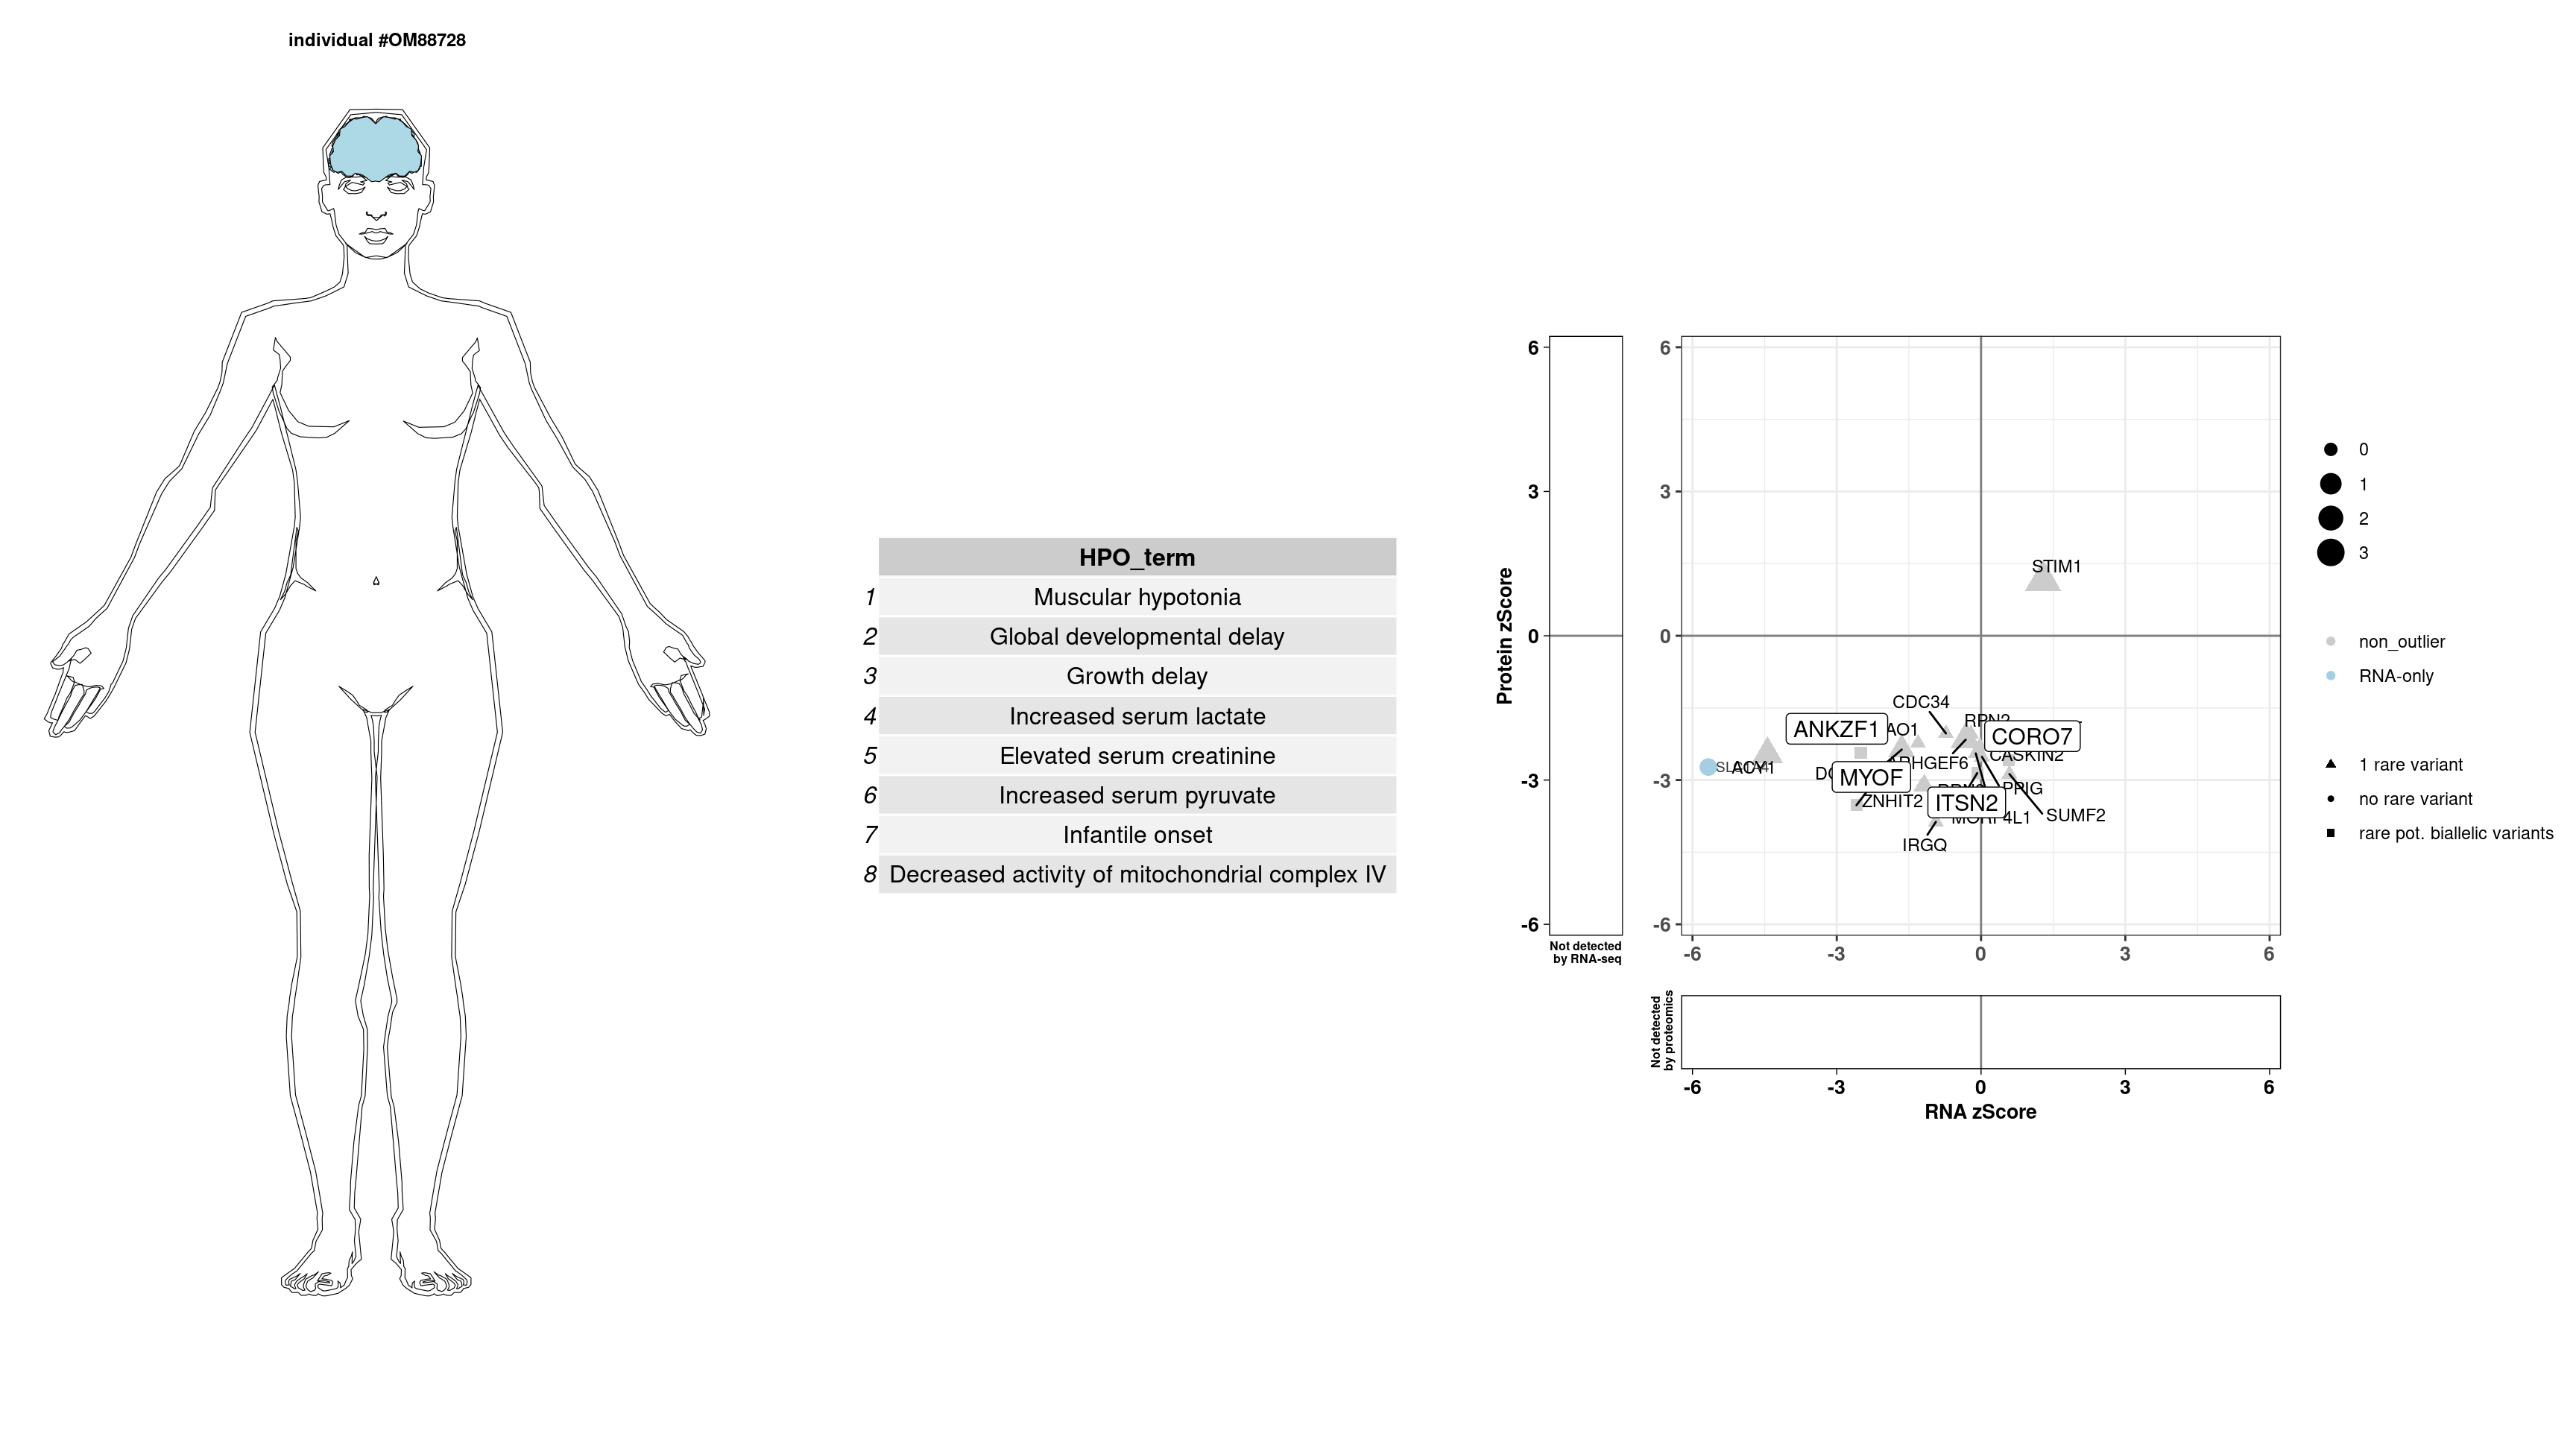 individual #OM88728
HPO_term
1 Muscular hypotonia
2 Global developmental delay
3 Growth delay
4 Increased serum lactate
5 Elevated serum creatinine
6 Increased serum pyruvate
7 Infantile onset
8 Decreased activity of mitochondrial complex IV
Protein zScore
6
3
0
-3
-6
Not detected
by RNA-seq
6
3
0
-3
-6
STIM1
CDC34
ANKZF1
CORO7
CASKIN2
ACY1
MYOF
ZNHIT2
ITSN2
SUMF2
IRGQ
-6 -3 0 3 6
Not detected
by proteomics
-6 -3 0 3 6
RNA zScore
0
1
2
3
non_outlier
RNA-only
1 rare variant
no rare variant
rare pot. biallelic variants